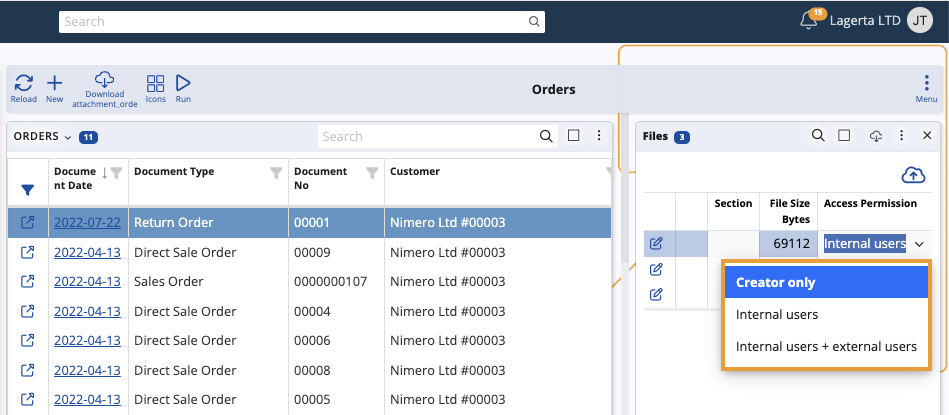 Search
15
Lagerta LTD
JT
Reload
New
Download
attachment_orde
Icons
Run
Orders
Menu
ORDERS
11
Search
Files
3
Docume
nt Date
Document Type
Document
No
Customer
Section
File Size
Bytes
Access Permission
2022-07-22 Return Order 00001 Nimero Ltd #00003
2022-04-13 Direct Sale Order 00009 Nimero Ltd #00003
2022-04-13 Sales Order 0000000107 Nimero Ltd #00003
2022-04-13 Direct Sale Order 00004 Nimero Ltd #00003
2022-04-13 Direct Sale Order 00006 Nimero Ltd #00003
2022-04-13 Direct Sale Order 00008 Nimero Ltd #00003
2022-04-13 Direct Sale Order 00005 Nimero Ltd #00003
69112 Internal users
Creator only
Internal users
Internal users + external users